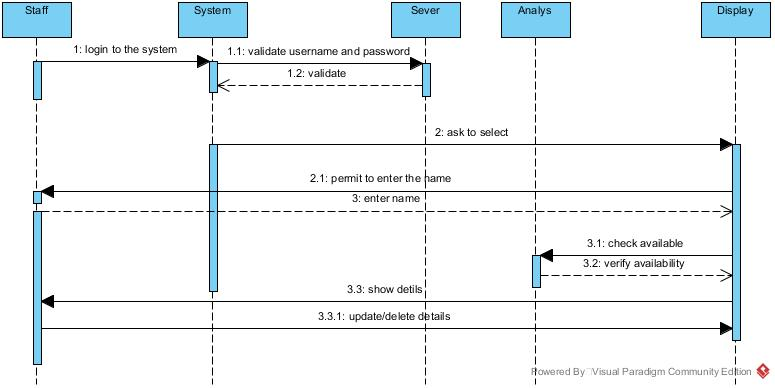 Staff
System
Sever
Analys
Display
1: login to the system
1.1: validate username and password
1.2: validate
2: ask to select
2.1: permit to enter the name
3: enter name
3.1: check available
3.2: verify availability
3.3: show detils
3.3.1: update/delete details
Powered By Visual Paradigm Community Edition